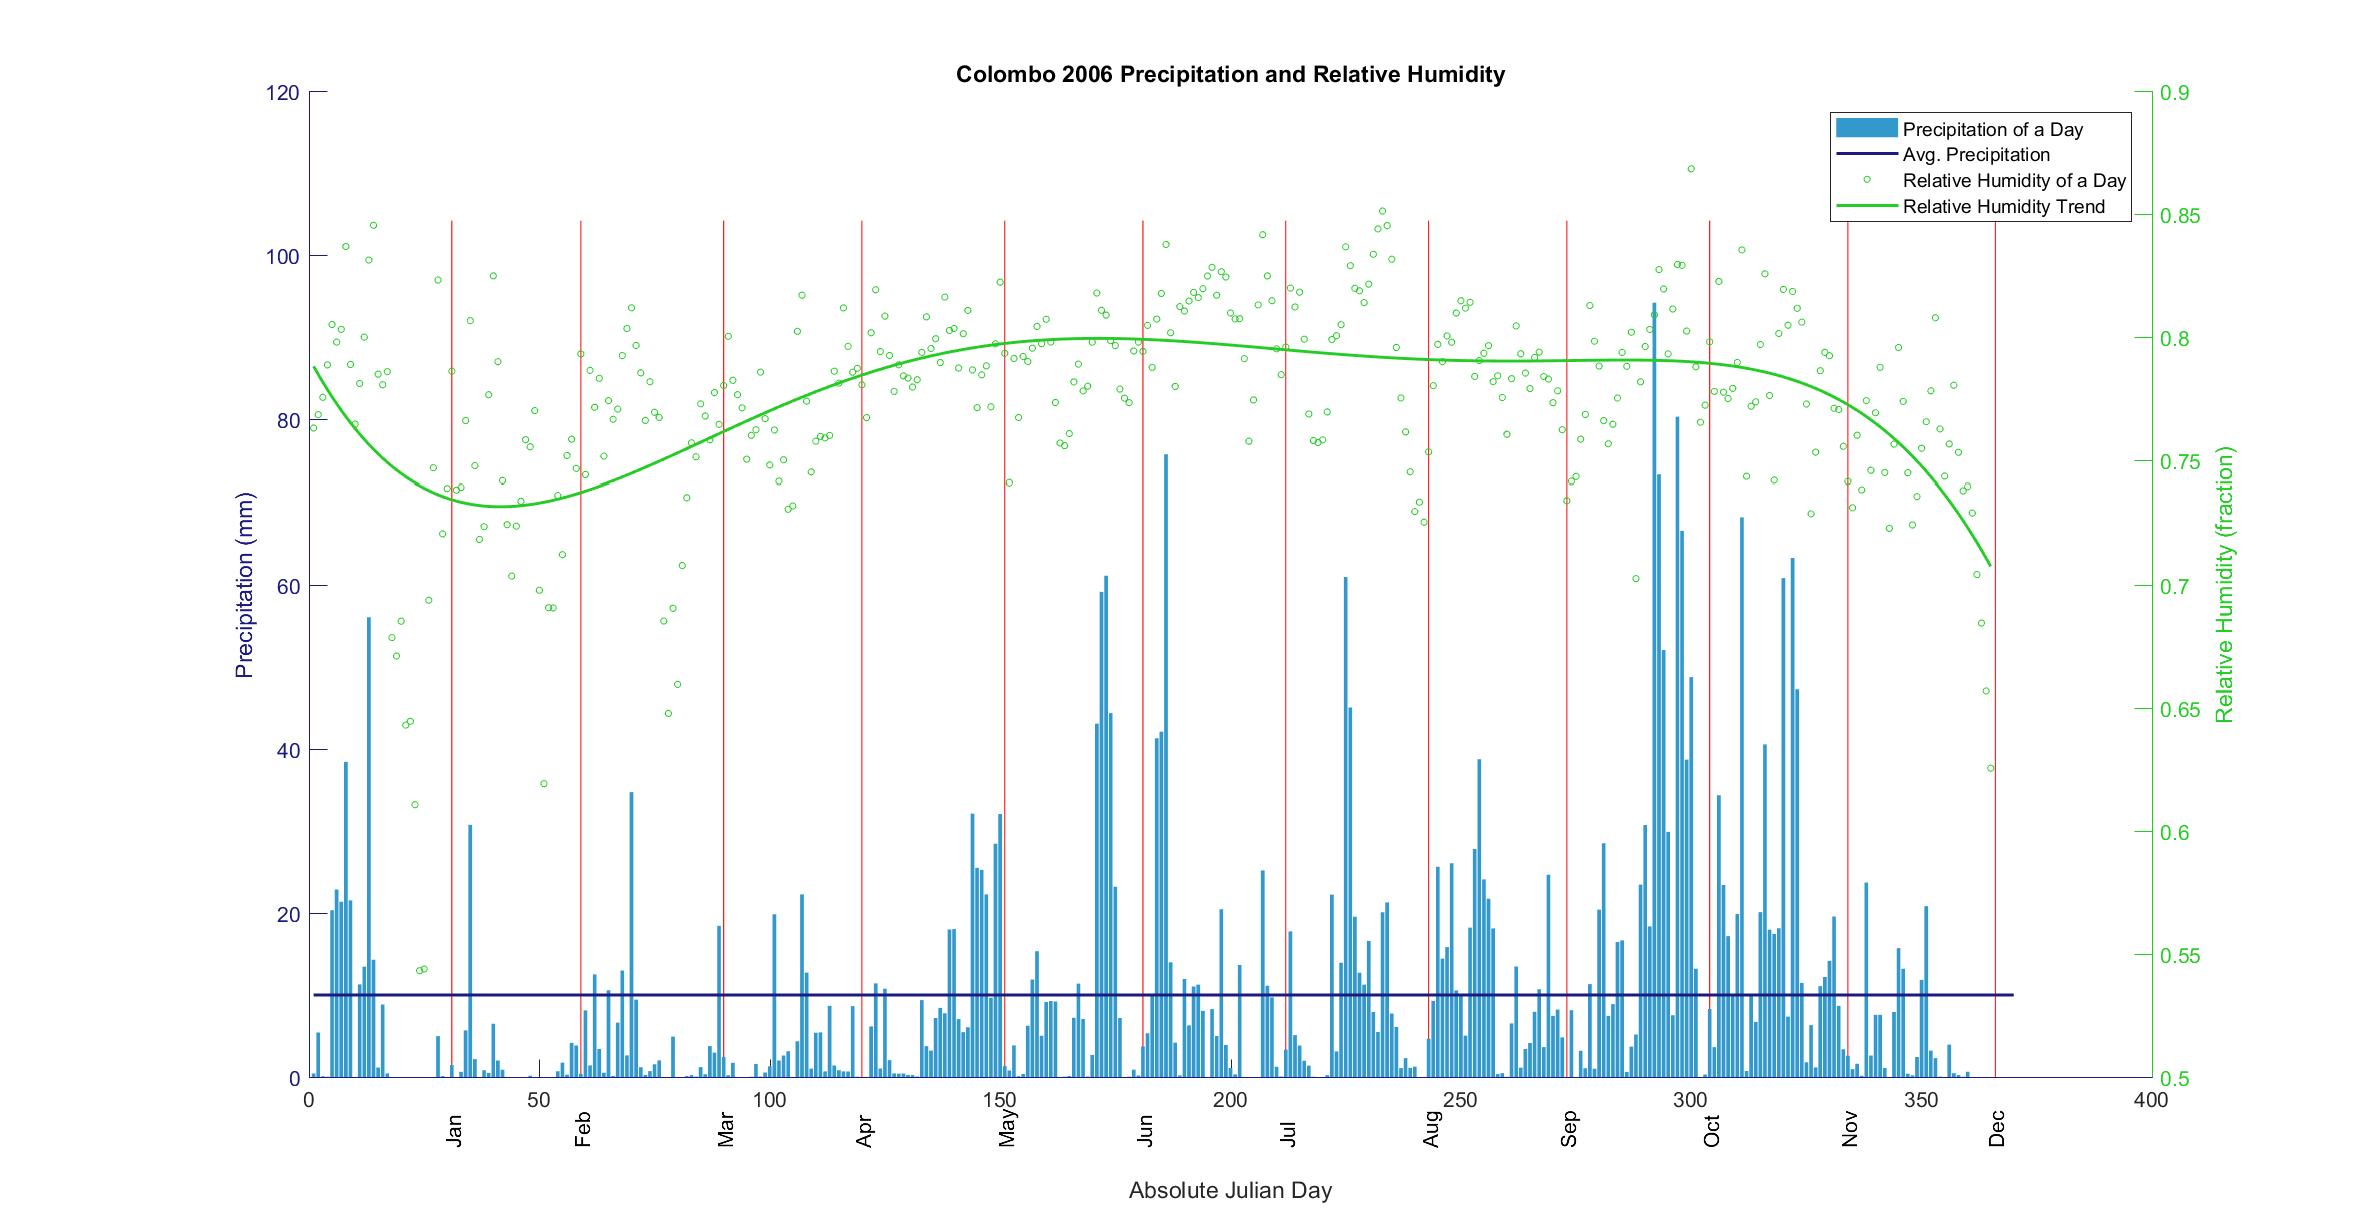 Colombo 2006 Precipitation and Relative Humidity
120
100
80
60
40
20
0
Precipitation (mm)
0.9
0.85
0.8
0.75
0.7
0.65
0.6
0.55
0.5
Relative Humidity (fraction)
Precipitation of a Day
Avg. Precipitation
Relative Humidity of a Day
Relative Humidity Trend
0 50 100 150 200 250 300 350 400
Jan Feb Mar Apr May Jun Jul Aug Sep Oct Nov Dec
Absolute Julian Day